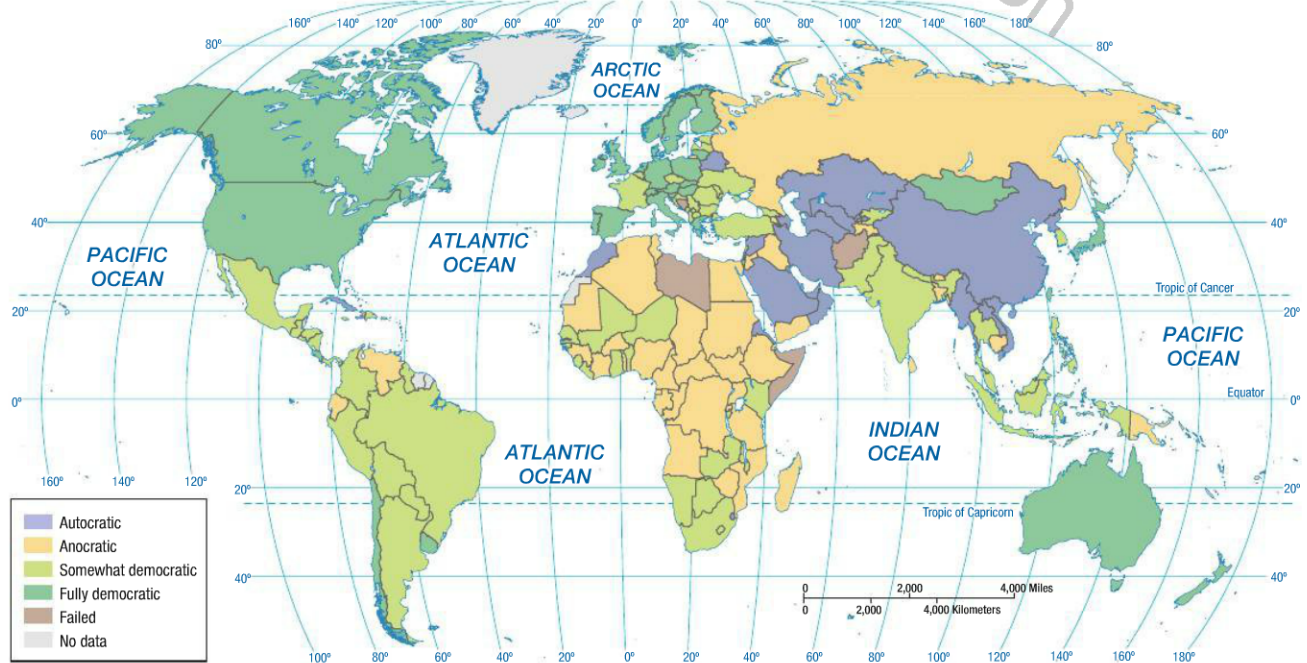 160° 140° 120° 100° 80° 60° 40° 20° 0° 20° 40° 60° 80° 100° 120° 140° 160° 180°
80° 80°
ARCTIC
OCEAN
60° 60°
40° 40°
PACIFIC
OCEAN
ATLANTIC
OCEAN
Tropic of Cancer
20° 20°
PACIFIC
OCEAN
Equator
0° 0°
INDIAN
OCEAN
ATLANTIC
OCEAN
160° 140° 120°
20° 20°
Tropic of Capricorn
Autocratic
Anocratic
Somewhat democratic
Fully democratic
Failed
No data
40° 40°
0 2,000 4,000 Miles
0 2,000 4,000 Kilometers
100° 80° 60° 40° 20° 0° 20° 40° 60° 80° 100° 120° 140° 160° 180°